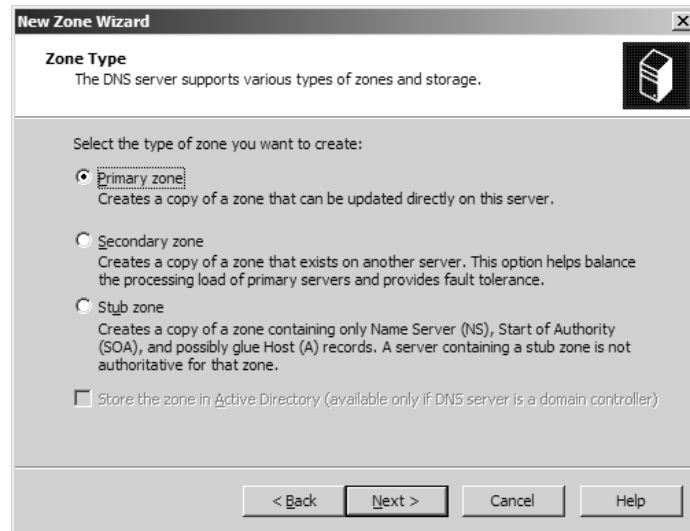 New Zone Wizard
Zone Type
The DNS server supports various types of zones and storage.
Select the type of zone you want to create:
Primary zone
Creates a copy of a zone that can be updated directly on this server.
Secondary zone
Creates a copy of a zone that exists on another server. This option helps balance
the processing load of primary servers and provides fault tolerance.
Stub zone
Creates a copy of a zone containing only Name Server (NS), Start of Authority
(SOA), and possibly glue Host (A) records. A server containing a stub zone is not
authoritative for that zone.
Store the zone in Active Directory (available only if DNS server is a domain controller)
< Back Next > Cancel Help